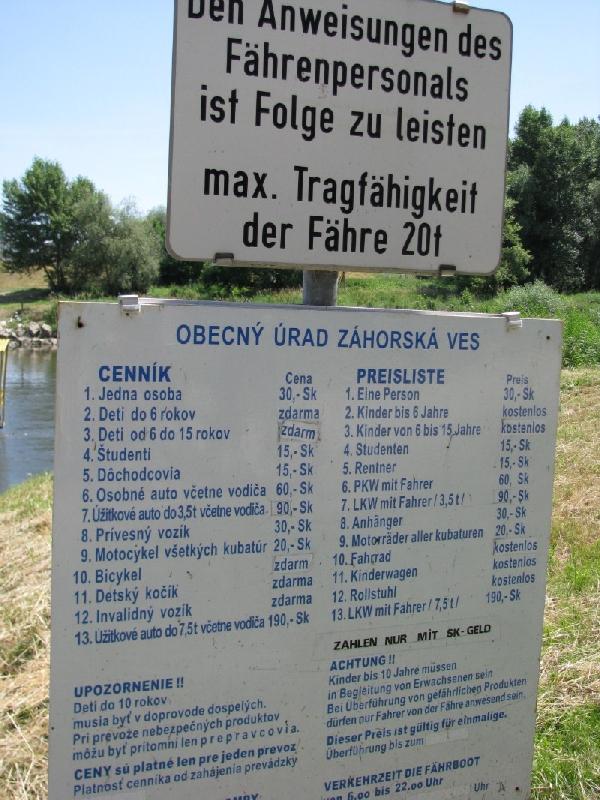 Den Anweisungen des
Fährenpersonals
ist Folge zu leisten
max. Tragfähigkeit
der Fähre 20t
OBECNÝ ÚRAD ZÁHORSKÁ VES
CENNÍK Cena
1. Jedna osoba 30,- Sk
2. Deti do 6 rokov zdarma
3. Deti od 6 do 15 rokov zdarm
4. Študenti 15,- Sk
5. Dôchodcovia 15,- Sk
6. Osobné auto včetne vodiča 60,- Sk
7. Úžitkové auto do 3,5t včetne vodiča 90,- Sk
8. Prívesný vozík 30,- Sk
9. Motocykel všetkých kubatúr 20,- Sk
10. Bicykel zdarm
11. Detský kočík zdarma
12. Invalidný vozík zdarma
13. Úžitkové auto do 7,5t včetne vodiča 190,- Sk
UPOZORNENIE !!
Deti do 10 rokov
musia byť v doprovode dospelých.
Pri prevoze nebezpečných produktov
môžu byť prítomní len prepravcovia.
CENY sú platné len pre jeden prevoz
Platnosť cenníka od zahájenia prevádzky
PREISLISTE Preis
1. Eine Person 30,- Sk
2. Kinder bis 6 Jahre kostenlos
3. Kinder von 6 bis 15 Jahre kostenlos
4. Studenten 15,- Sk
5. Rentner 15,- Sk
6. PKW mit Fahrer 60,- Sk
7. LKW mit Fahrer / 3,5 t / 90,- Sk
8. Anhänger 30,- Sk
9. Motorräder aller kubaturen 20,- Sk
10. Fahrad kostenlos
11. Kinderwagen kostenlos
12. Rollstuhl kostenlos
13. LKW mit Fahrer / 7,5 t / 190,- Sk
ZAHLEN NUR MIT SK-GELD
ACHTUNG !!
Kinder bis 10 Jahre müssen
in Begleitung von Erwachsenen sein
Bei Überführung von gefährlichen Produkten
dürfen nur Fahrer von der Fähre anwesend sein.
Dieser Preis ist gültig für einmalige.
Überführung bis zum
VERKEHRZEIT DIE FÄHRBOOT
von 6,00 bis 22,00 Uhr
Uhr